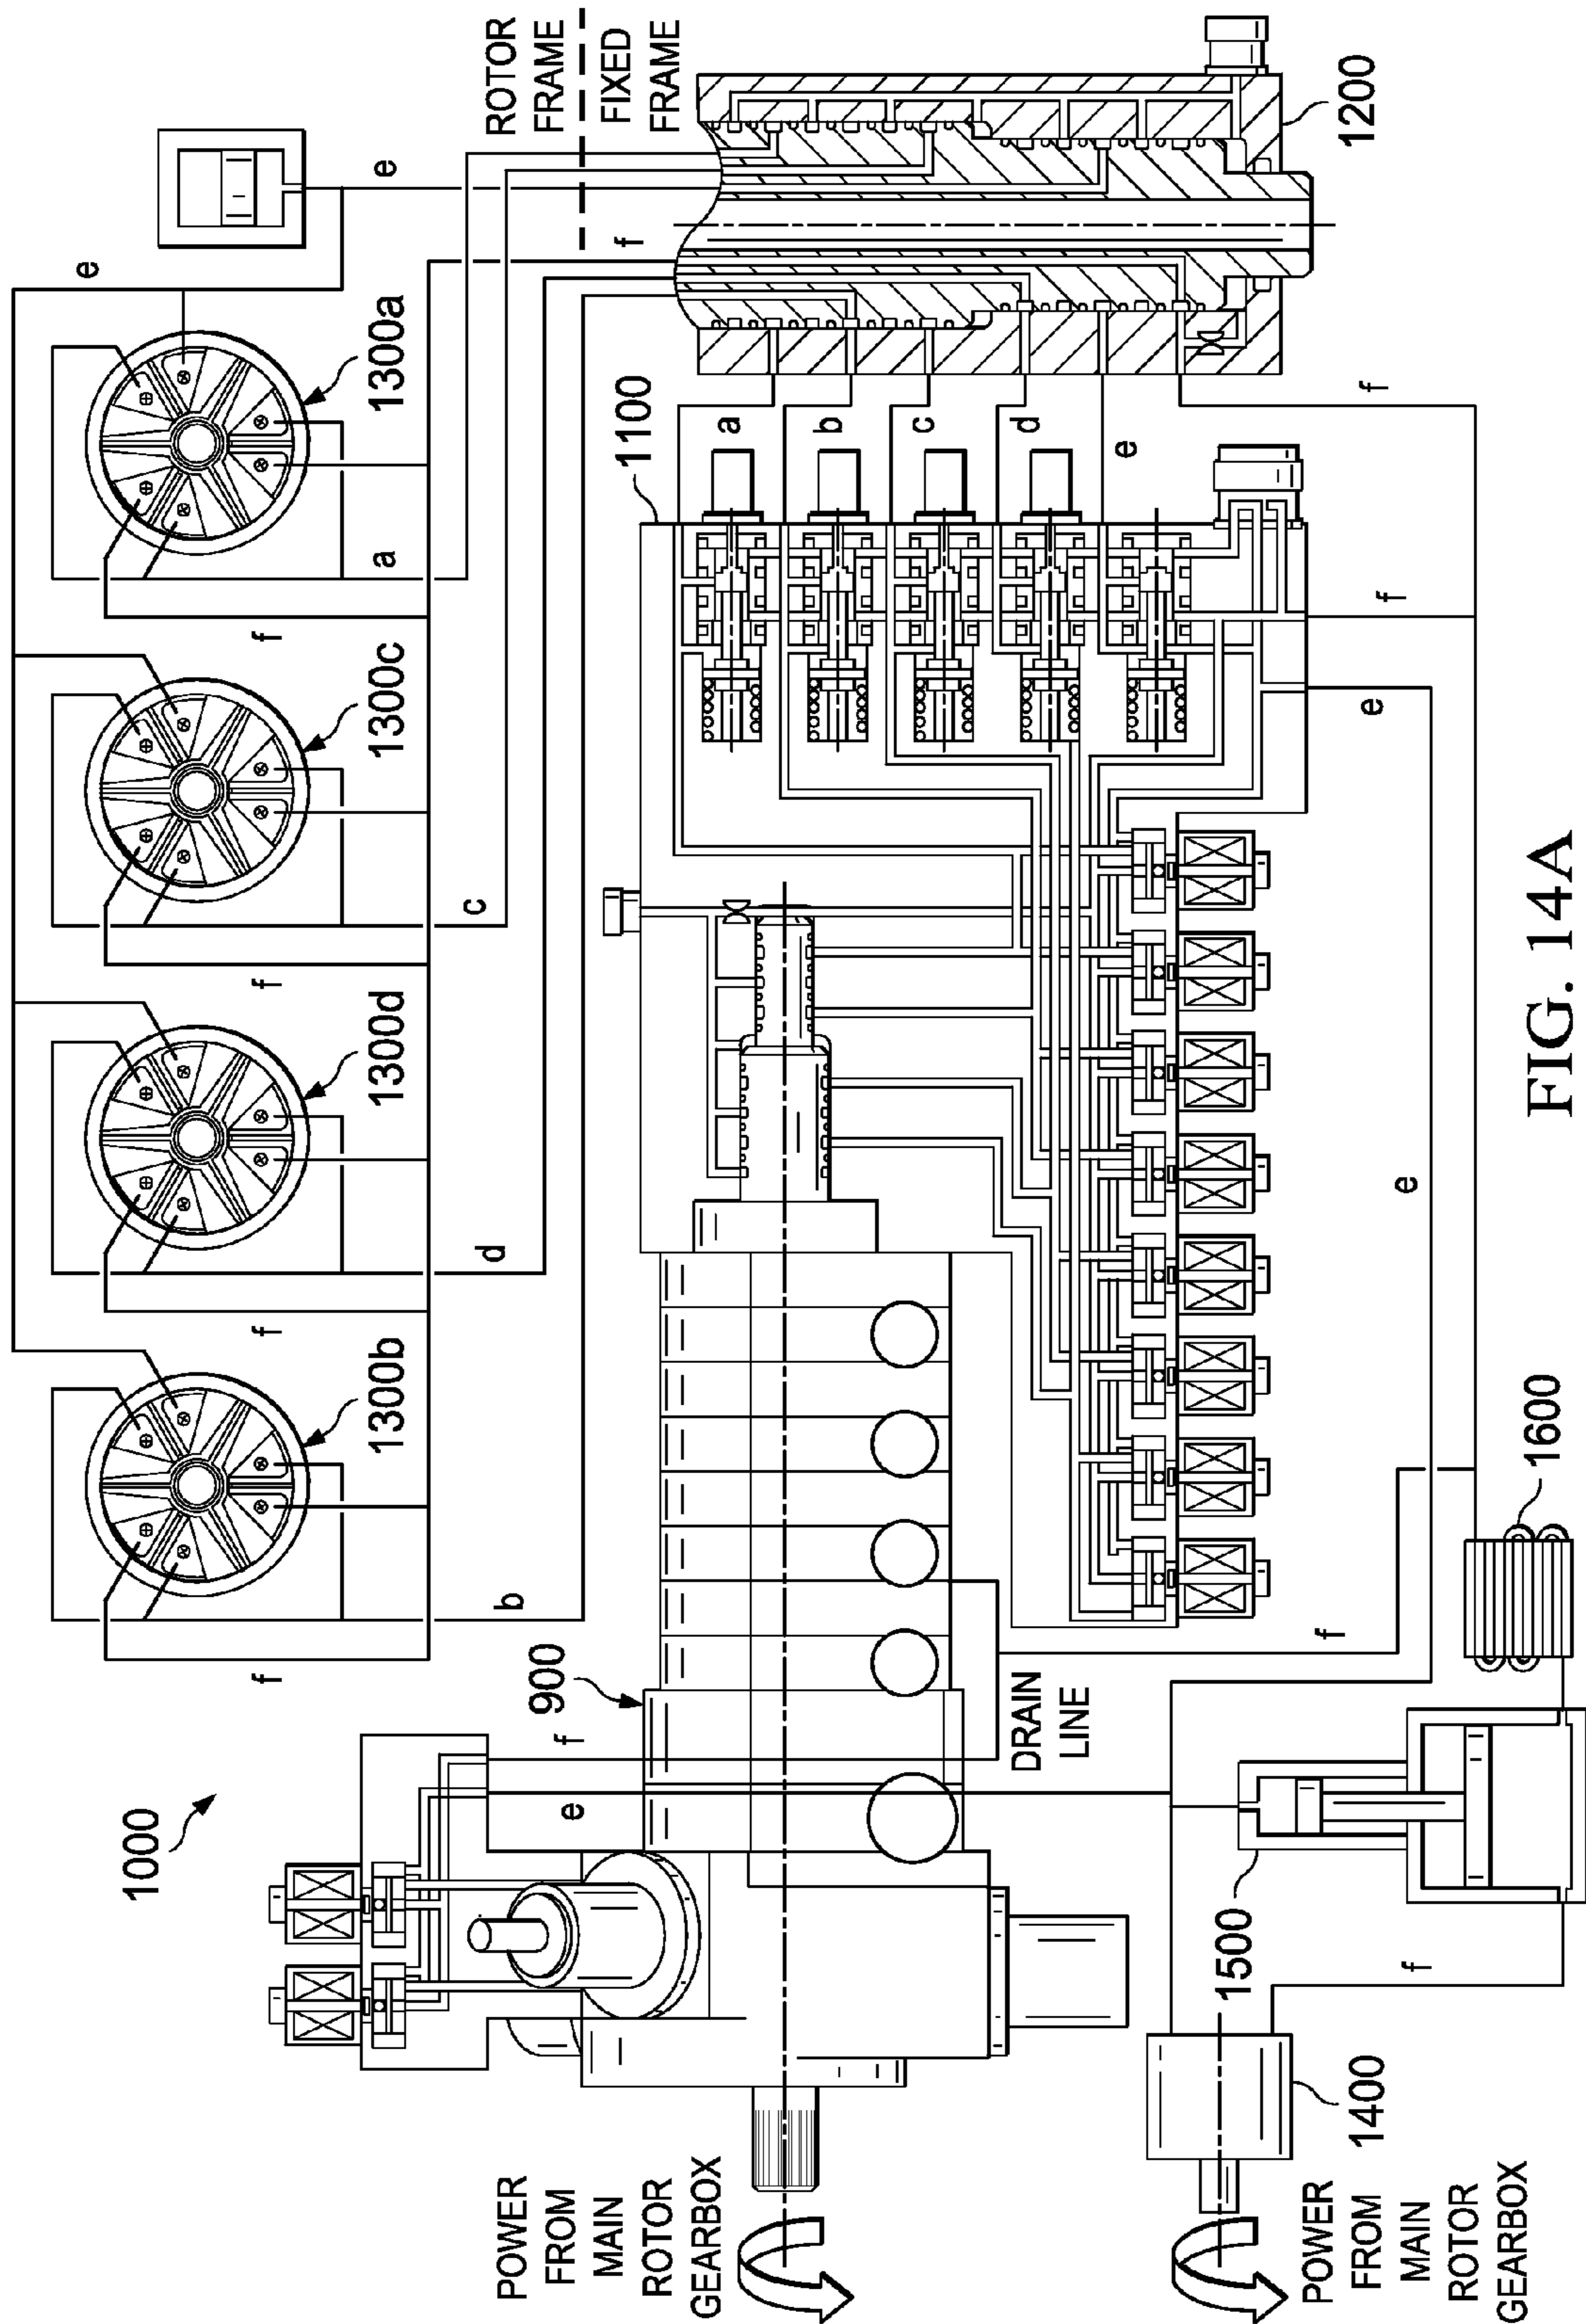 e
f
f
f
f
1000
1300b
1300d
1300c
1300a
e
a
c
d
b
ROTOR
FRAME
FIXED
FRAME
POWER
FROM
MAIN
ROTOR
GEARBOX
900
f
e
f
1100
a
b
c
d
e
DRAIN
LINE
1200
f
f
e
e
f
1500
f
1400
1600
POWER
FROM
MAIN
ROTOR
GEARBOX
FIG. 14A